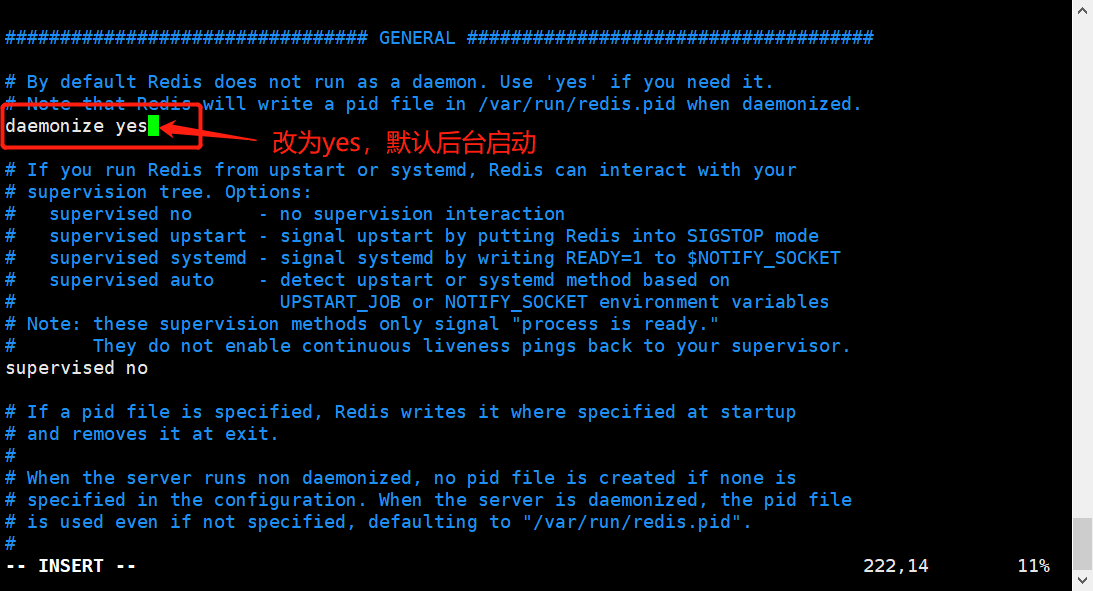 ################################# GENERAL #####################################
# By default Redis does not run as a daemon. Use 'yes' if you need it.
# Note that Redis will write a pid file in /var/run/redis.pid when daemonized.
daemonize yes
改为yes，默认后台启动
# If you run Redis from upstart or systemd, Redis can interact with your
# supervision tree. Options:
#   supervised no      - no supervision interaction
#   supervised upstart - signal upstart by putting Redis into SIGSTOP mode
#   supervised systemd - signal systemd by writing READY=1 to $NOTIFY_SOCKET
#   supervised auto    - detect upstart or systemd method based on
#                        UPSTART_JOB or NOTIFY_SOCKET environment variables
# Note: these supervision methods only signal "process is ready."
#       They do not enable continuous liveness pings back to your supervisor.
supervised no
# If a pid file is specified, Redis writes it where specified at startup
# and removes it at exit.
#
# When the server runs non daemonized, no pid file is created if none is
# specified in the configuration. When the server is daemonized, the pid file
# is used even if not specified, defaulting to "/var/run/redis.pid".
#
-- INSERT -- 222,14 11%